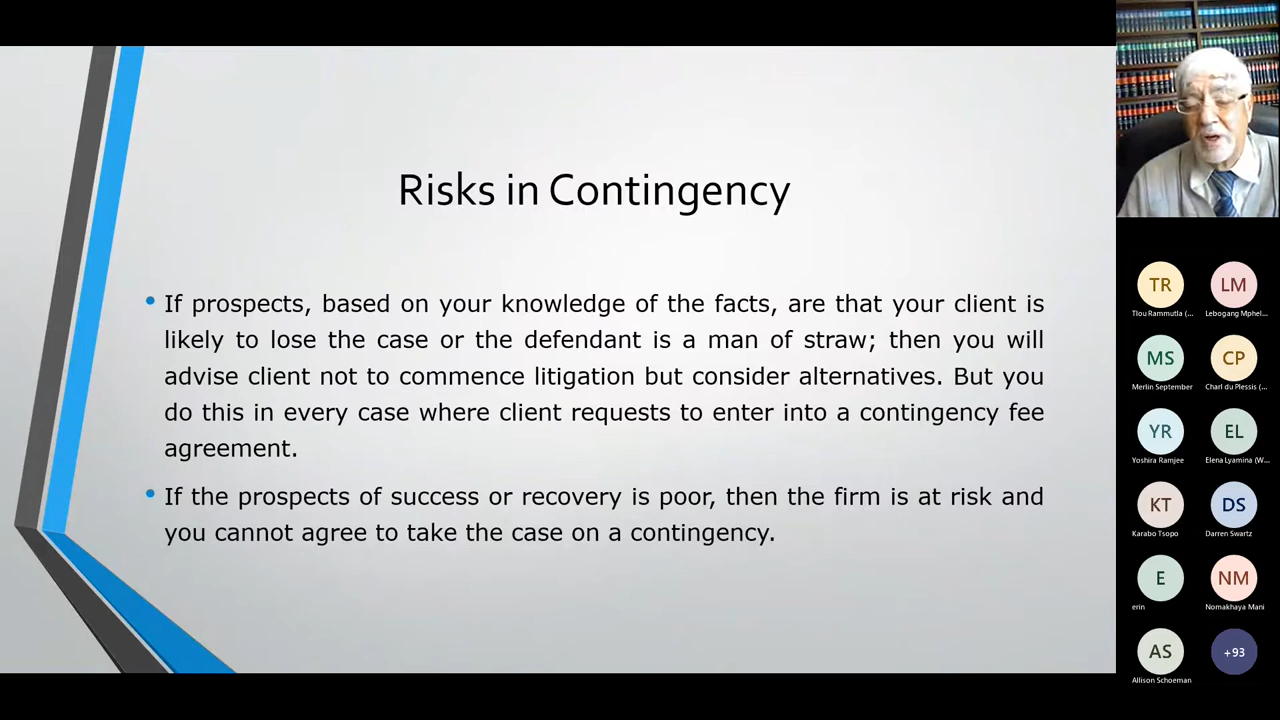 Risks in Contingency
• If prospects, based on your knowledge of the facts, are that your client is
likely to lose the case or the defendant is a man of straw; then you will
advise client not to commence litigation but consider alternatives. But you
do this in every case where client requests to enter into a contingency fee
agreement.
• If the prospects of success or recovery is poor, then the firm is at risk and
you cannot agree to take the case on a contingency.
TR LM
Tlou Rammutla (... Lebogang Mphel...
MS CP
Merlin September Charl du Plessis (...
YR EL
Yoshira Ramjee Elena Lyamina (W...
KT DS
Karabo Tsopo Darren Swartz
E NM
erin Nomakhaya Mani
AS +93
Allison Schoeman